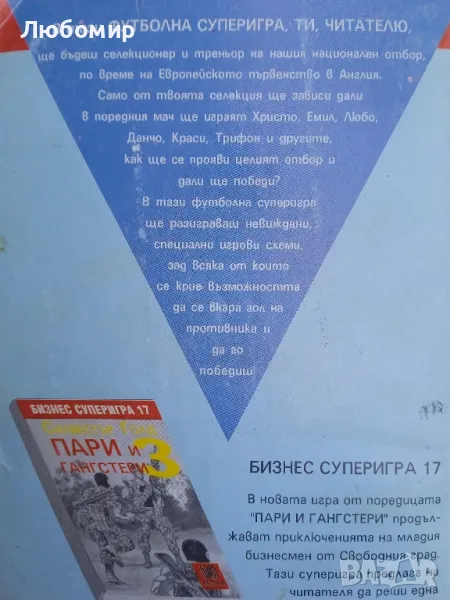 Любомир
ФУТБОЛНА СУПЕРИГРА, ТИ, ЧИТАТЕЛЮ,
ще бъдеш селекционер и треньор на нашия национален отбор,
по време на Европейското първенство в Англия.
Само от твоята селекция ще зависи дали
в поредния мач ще играят Христо, Емил, Любо,
Данчо, Краси, Трифон и другите,
как ще се прояви целият отбор и
дали ще победи?
В тази футболна суперигра
ще разиграваш невиждани,
специални игрови схеми,
зад всяка от които
се крие възможността
да се вкара гол на
противника и
да го
победиш!
БИЗНЕС СУПЕРИГРА 17
ПАРИ и
ГАНГСТЕРИ 3
БИЗНЕС СУПЕРИГРА 17
В новата игра от поредицата
"ПАРИ И ГАНГСТЕРИ" продъл-
жават приключенията на младия
бизнесмен от Свободния град.
Тази суперигра предлага на
читателя да реши една
BAZAR